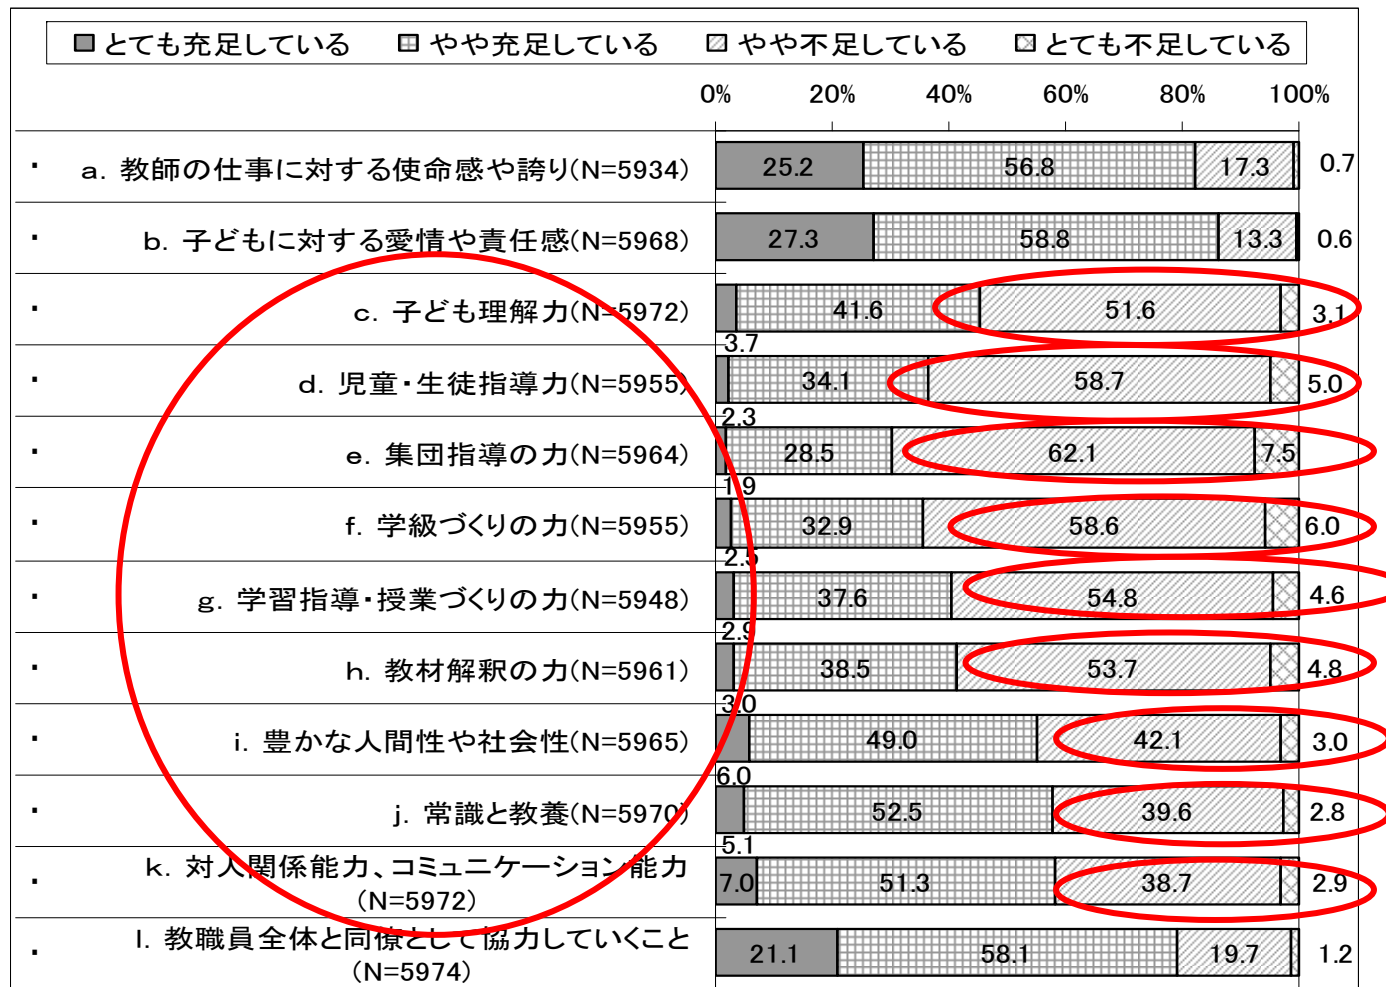 とても充足している やや充足している やや不足している とても不足している
0% 20% 40% 60% 80% 100%
・ a. 教師の仕事に対する使命感や誇り(N=5934) 25.2 56.8 17.3 0.7
・ b. 子どもに対する愛情や責任感(N=5968) 27.3 58.8 13.3 0.6
・ c. 子ども理解力(N=5972) 41.6 51.6 3.1
3.7
・ d. 児童・生徒指導力(N=5955) 34.1 58.7 5.0
2.3
・ e. 集団指導の力(N=5964) 28.5 62.1 7.5
1.9
・ f. 学級づくりの力(N=5955) 32.9 58.6 6.0
2.5
・ g. 学習指導・授業づくりの力(N=5948) 37.6 54.8 4.6
2.9
・ h. 教材解釈の力(N=5961) 38.5 53.7 4.8
3.0
・ i. 豊かな人間性や社会性(N=5965) 49.0 42.1 3.0
6.0
・ j. 常識と教養(N=5970) 52.5 39.6 2.8
5.1
・ k. 対人関係能力、コミュニケーション能力 7.0 51.3 38.7 2.9
(N=5972)
・ l. 教職員全体と同僚として協力していくこと 21.1 58.1 19.7 1.2
(N=5974)